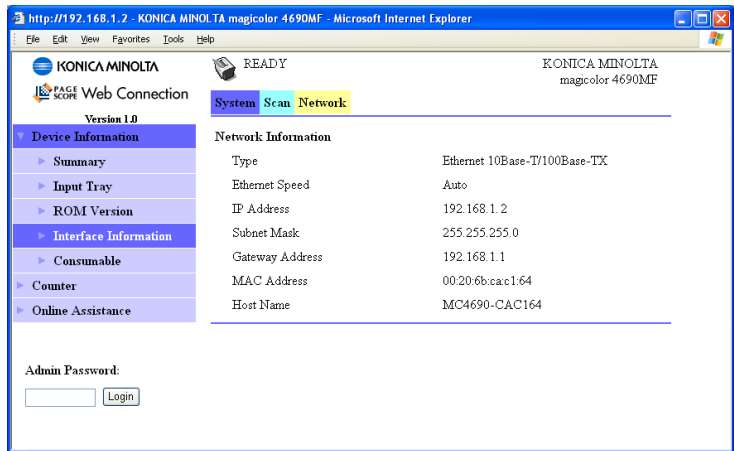 http://192.168.1.2 - KONICA MINOLTA magicolor 4690MF - Microsoft Internet Explorer
File Edit View Favorites Tools Help
KONICA MINOLTA
PAGE SCOPE Web Connection
Version 1.0
READY
KONICA MINOLTA
magicolor 4690MF
System Scan Network
Device Information
Summary
Input Tray
ROM Version
Interface Information
Consumable
Counter
Online Assistance
Admin Password:
Login
Network Information
Type Ethernet 10Base-T/100Base-TX
Ethernet Speed Auto
IP Address 192.168.1.2
Subnet Mask 255.255.255.0
Gateway Address 192.168.1.1
MAC Address 00:20:6b:ca:c1:64
Host Name MC4690-CAC164